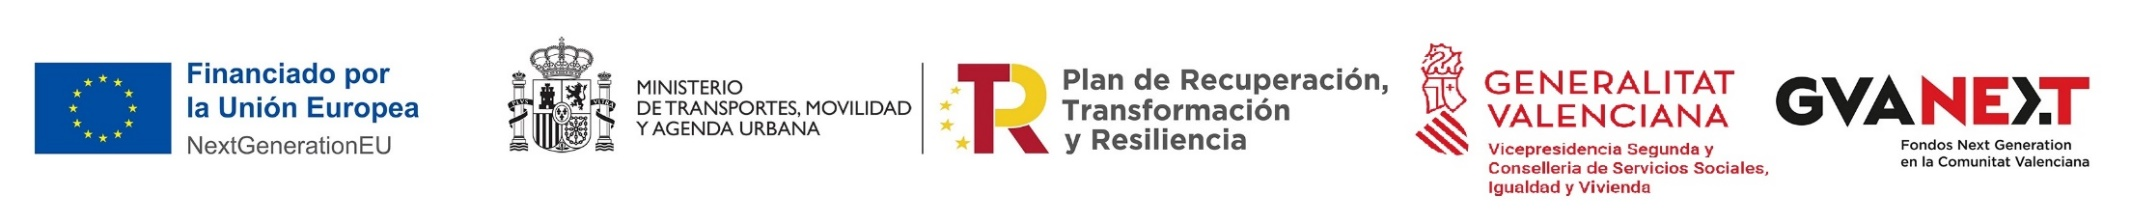 Financiado por
la Unión Europea
NextGenerationEU
MINISTERIO
DE TRANSPORTES, MOVILIDAD
Y AGENDA URBANA
Plan de Recuperación,
Transformación
y Resiliencia
GENERALITAT
VALENCIANA
Vicepresidencia Segunda y
Conselleria de Servicios Sociales,
Igualdad y Vivienda
GVANEXT
Fondos Next Generation
en la Comunitat Valenciana